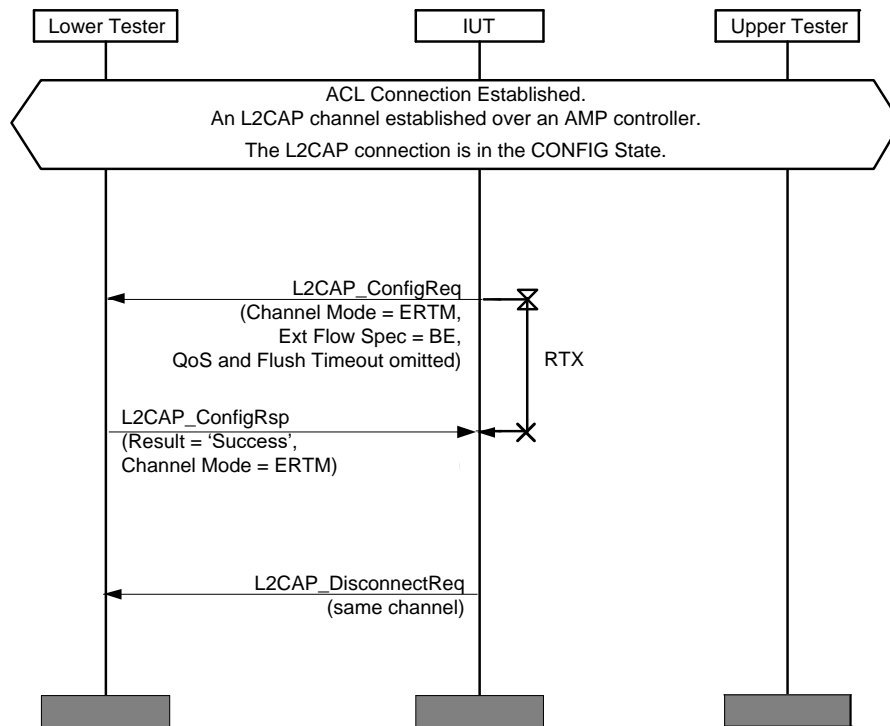 Lower Tester
IUT
Upper Tester
ACL Connection Established.
An L2CAP channel established over an AMP controller.
The L2CAP connection is in the CONFIG State.
L2CAP_ConfigReq
(Channel Mode = ERTM,
Ext Flow Spec = BE,
QoS and Flush Timeout omitted)
RTX
L2CAP_ConfigRsp
(Result = ‘Success’,
Channel Mode = ERTM)
L2CAP_DisconnectReq
(same channel)